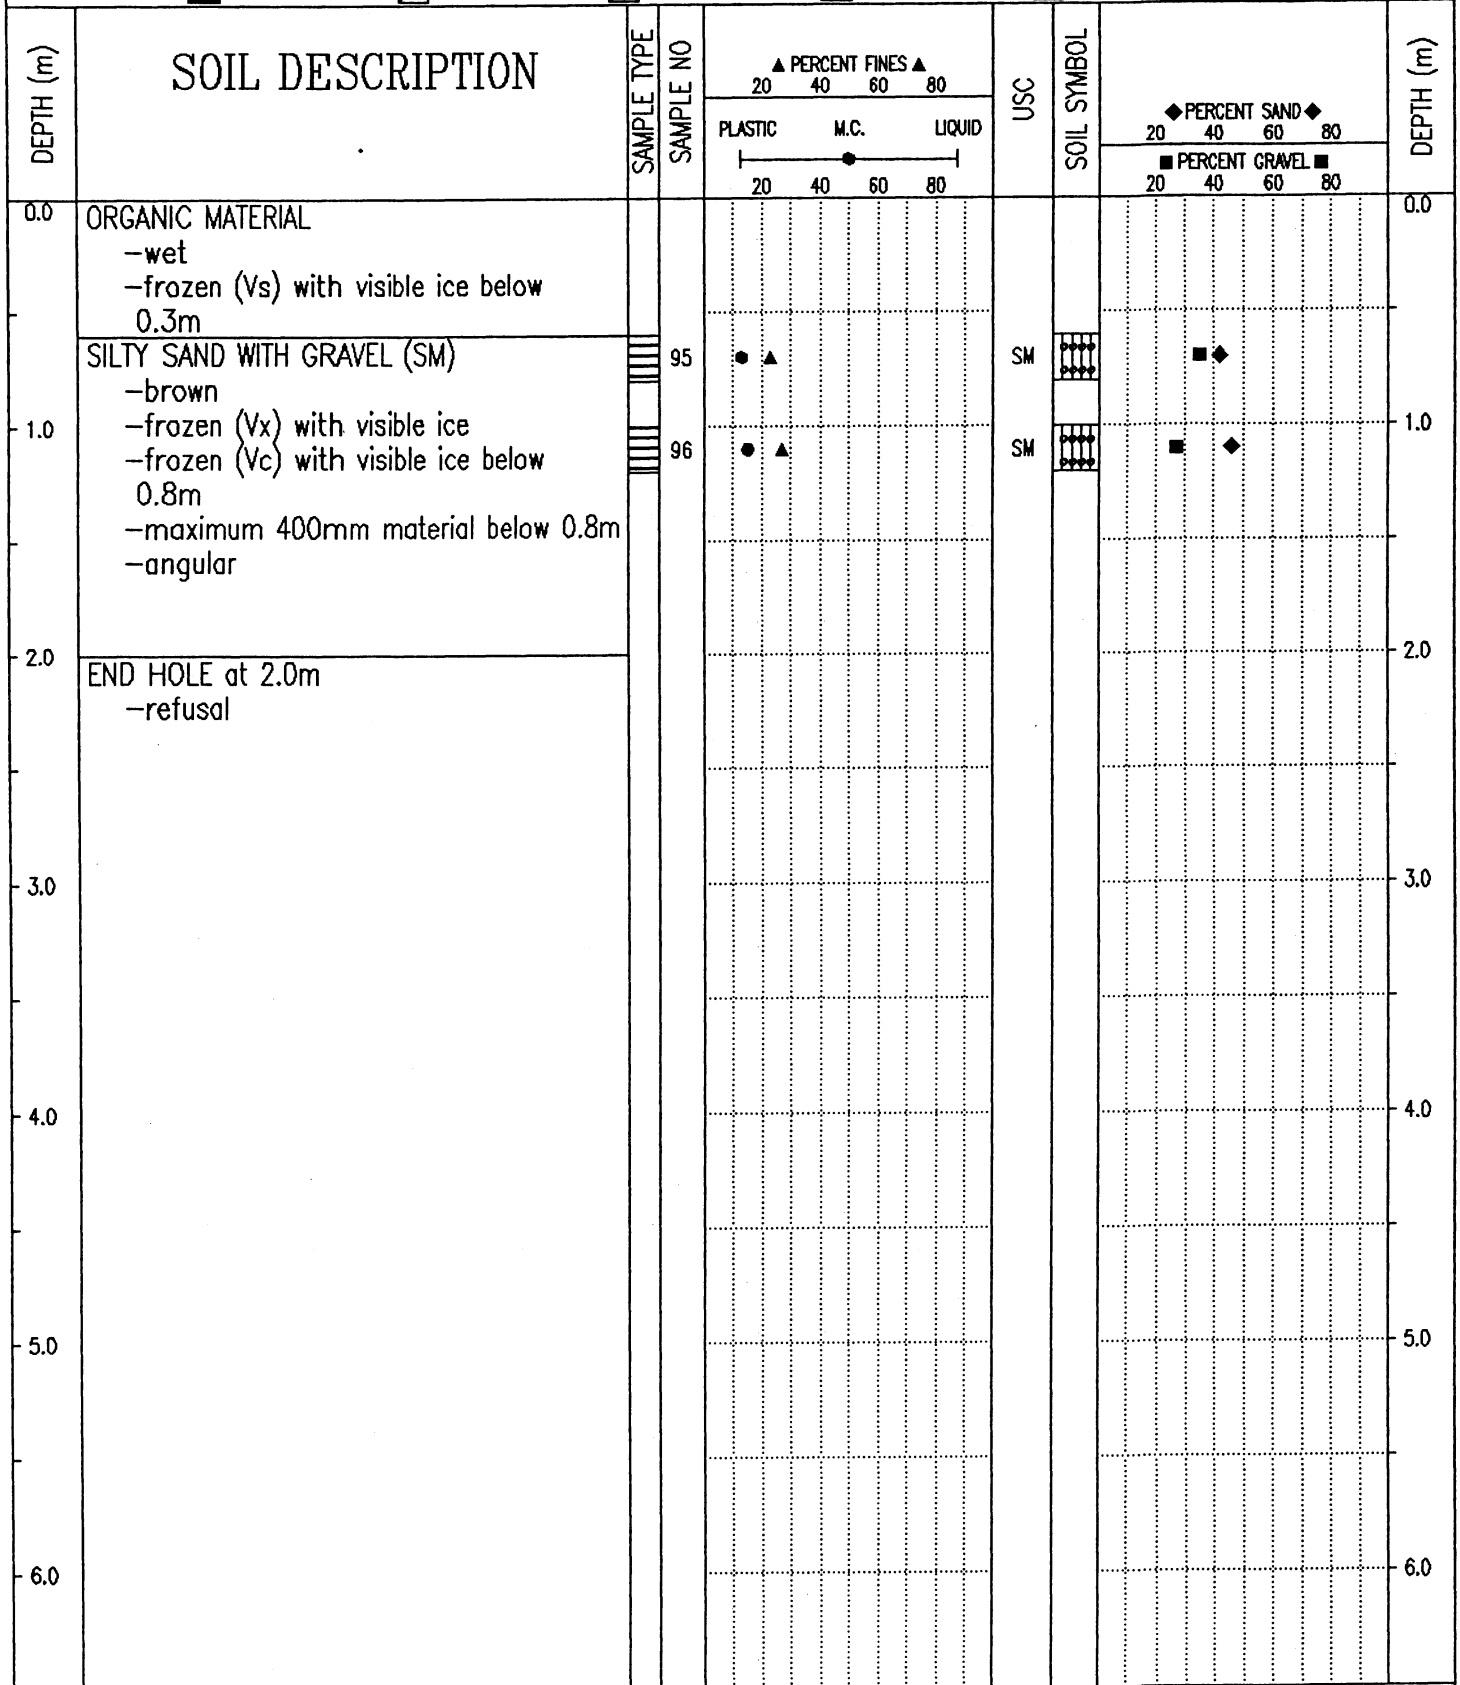 DEPTH (m)
SOIL DESCRIPTION
SAMPLE TYPE
SAMPLE NO
▲ PERCENT FINES ▲
20 40 60 80
PLASTIC M.C. LIQUID
20 40 60 80
USC
SOIL SYMBOL
◆ PERCENT SAND ◆
20 40 60 80
■ PERCENT GRAVEL ■
20 40 60 80
DEPTH (m)
0.0
ORGANIC MATERIAL
0.0
-wet
-frozen (Vs) with visible ice below
0.3m
SILTY SAND WITH GRAVEL (SM)
95
SM
-brown
1.0
-frozen (Vx) with visible ice
1.0
-frozen (Vc) with visible ice below
96
SM
0.8m
-maximum 400mm material below 0.8m
-angular
2.0
2.0
END HOLE at 2.0m
-refusal
3.0
3.0
4.0
4.0
5.0
5.0
6.0
6.0